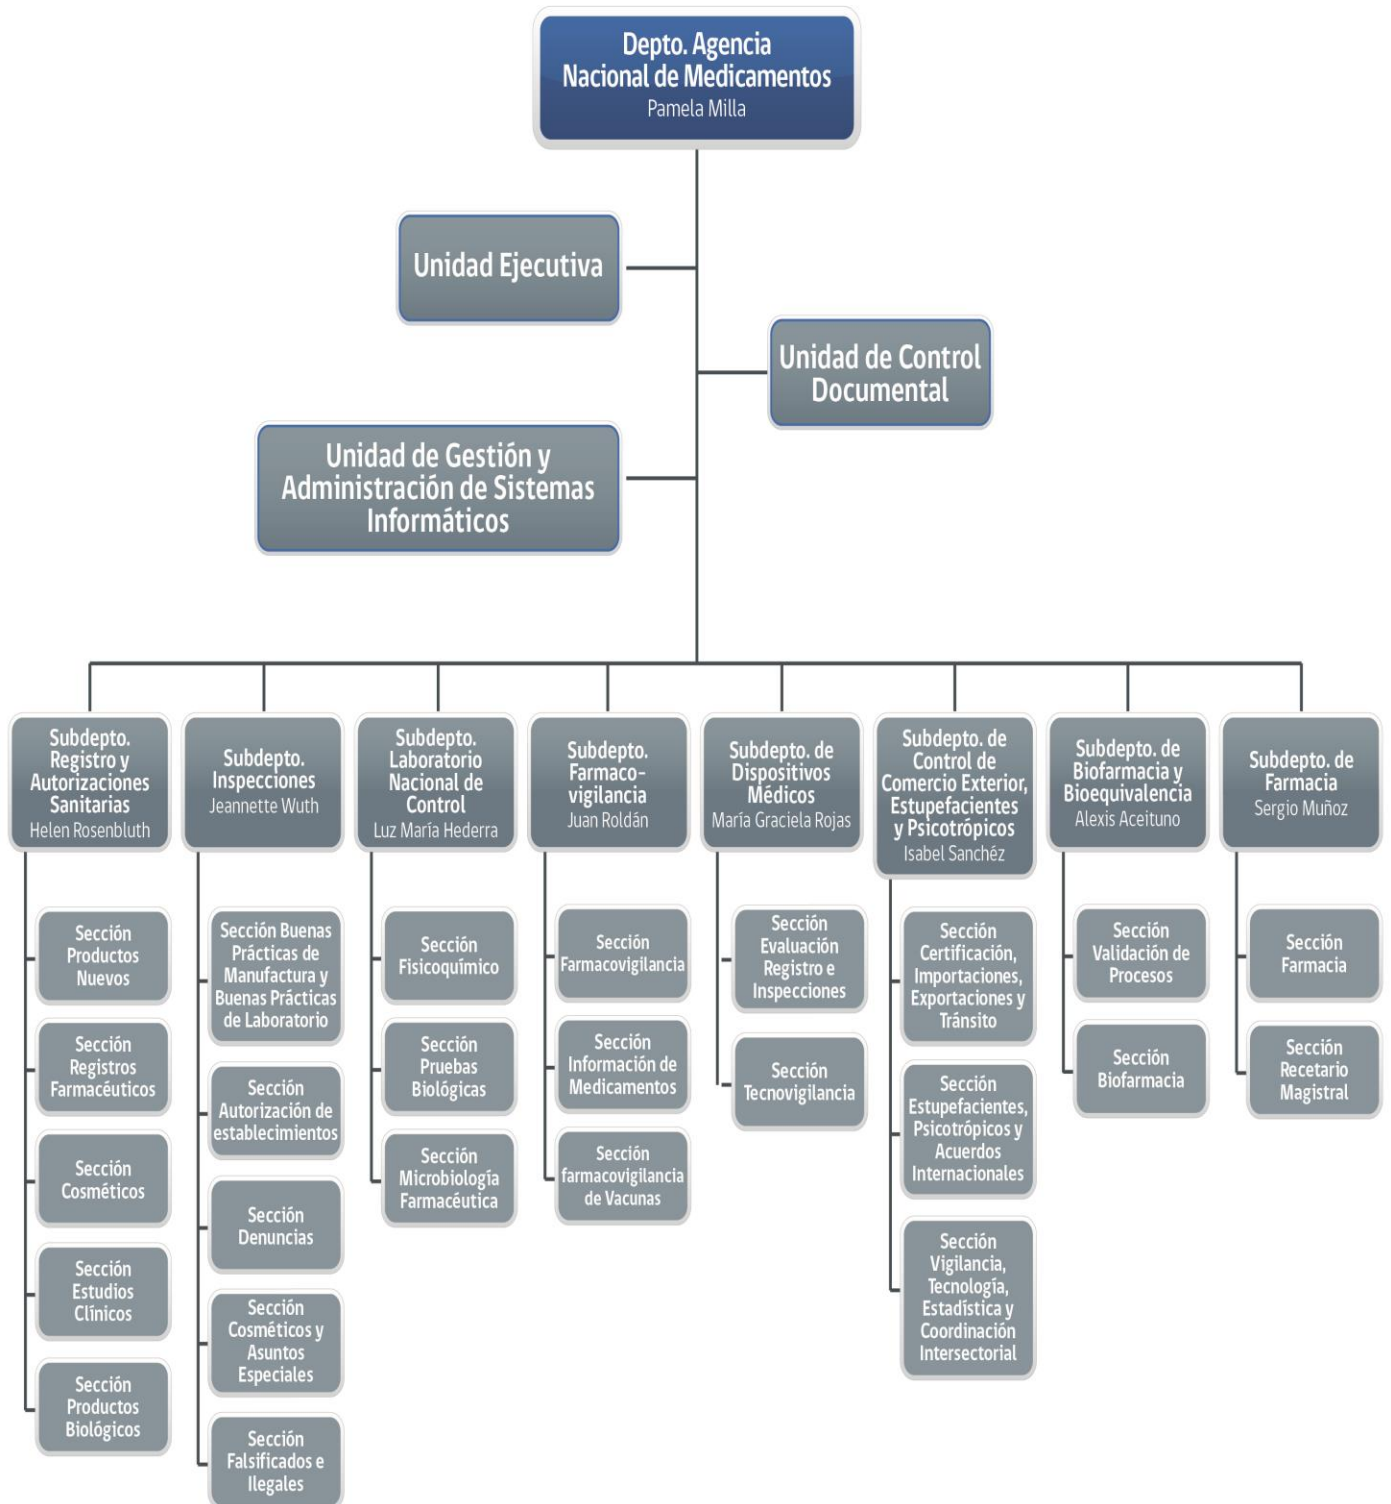 Depto. Agencia
Nacional de Medicamentos
Pamela Milla
Unidad Ejecutiva
Unidad de Control
Documental
Unidad de Gestión y
Administración de Sistemas
Informáticos
Subdepto.
Registro y
Autorizaciones
Sanitarias
Helen Rosenbluth
Sección
Productos
Nuevos
Sección
Registros
Farmacéuticos
Sección
Cosméticos
Sección
Estudios
Clínicos
Sección
Productos
Biológicos
Subdepto.
Inspecciones
Jeannette Wuth
Sección Buenas
Prácticas de
Manufactura y
Buenas Prácticas
de Laboratorio
Sección
Autorización de
establecimientos
Sección
Denuncias
Sección
Cosméticos y
Asuntos
Especiales
Sección
Falsificados e
Ilegales
Subdepto.
Laboratorio
Nacional de
Control
Luz María Hederra
Sección
Fisicoquímico
Sección
Pruebas
Biológicas
Sección
Microbiología
Farmacéutica
Subdepto.
Farmaco-
vigilancia
Juan Roldán
Sección
Farmacovigilancia
Sección
Información de
Medicamentos
Sección
farmacovigilancia
de Vacunas
Subdepto. de
Dispositivos
Médicos
María Graciela Rojas
Sección
Evaluación
Registro e
Inspecciones
Sección
Tecnovigilancia
Subdepto. de
Control de
Comercio Exterior,
Estupefacientes
y Psicotrópicos
Isabel Sanchéz
Sección
Certificación,
Importaciones,
Exportaciones y
Tránsito
Sección
Estupefacientes,
Psicotrópicos y
Acuerdos
Internacionales
Sección
Vigilancia,
Tecnología,
Estadística y
Coordinación
Intersectorial
Subdepto. de
Biofarmacia y
Bioequivalencia
Alexis Aceituno
Sección
Validación de
Procesos
Sección
Biofarmacia
Subdepto. de
Farmacia
Sergio Muñoz
Sección
Farmacia
Sección
Recetario
Magistral